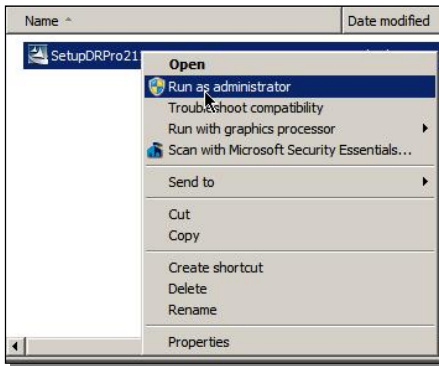 Name
Date modified
SetupDRPro21
Open
Run as administrator
Troubleshoot compatibility
Run with graphics processor
Scan with Microsoft Security Essentials...
Send to
Cut
Copy
Create shortcut
Delete
Rename
Properties